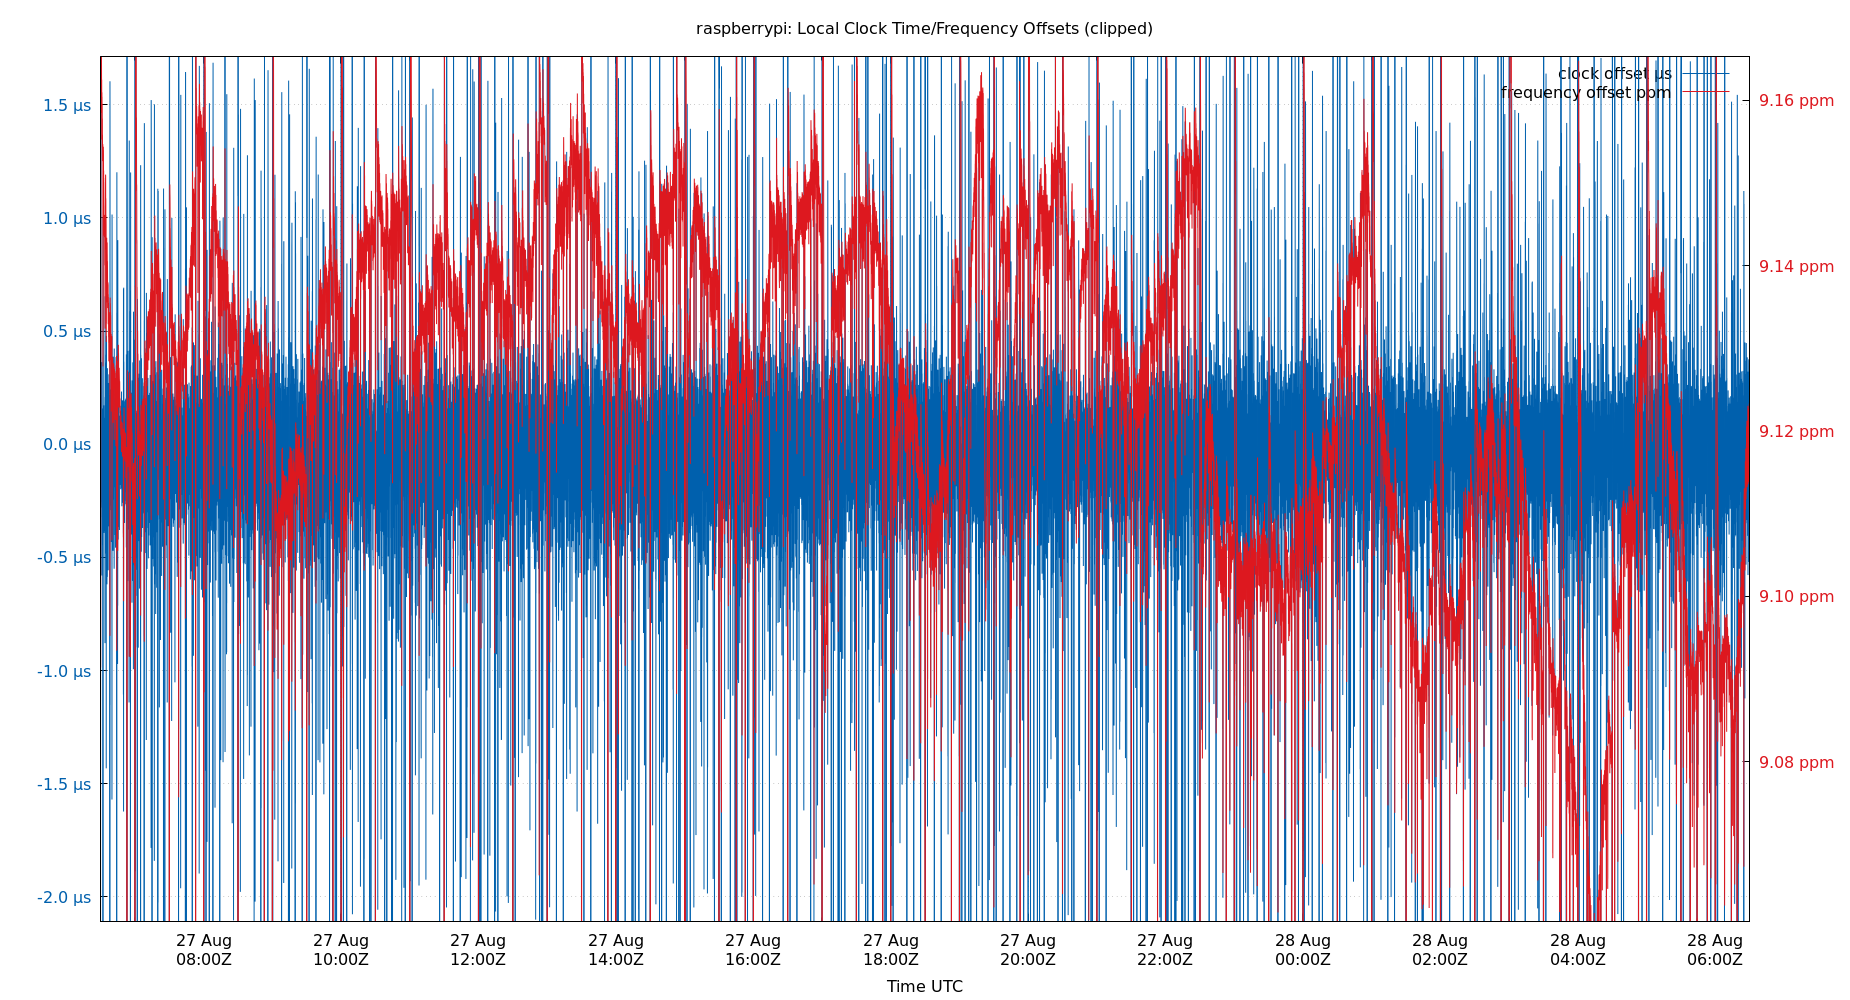 raspberrypi: Local Clock Time/Frequency Offsets (clipped)
clock offset µs
frequency offset ppm
1.5 µs
1.0 µs
0.5 µs
0.0 µs
-0.5 µs
-1.0 µs
-1.5 µs
-2.0 µs
9.16 ppm
9.14 ppm
9.12 ppm
9.10 ppm
9.08 ppm
27 Aug 27 Aug 27 Aug 27 Aug 27 Aug 27 Aug 27 Aug 27 Aug 28 Aug 28 Aug 28 Aug 28 Aug
08:00Z 10:00Z 12:00Z 14:00Z 16:00Z 18:00Z 20:00Z 22:00Z 00:00Z 02:00Z 04:00Z 06:00Z
Time UTC